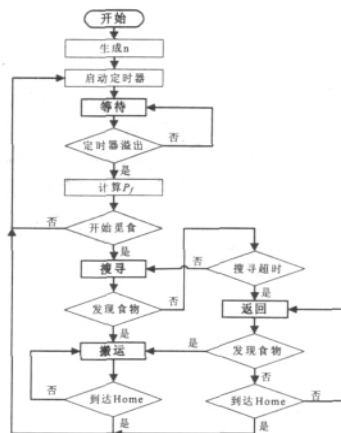 开始
生成n
启动定时器
等待
否
定时器溢出
是
计算Pf
否
开始觅食
是
搜寻
否
搜寻超时
是
发现食物
否
返回
是
搬运
是
发现食物
否
否
到达Home
到达Home
否
是
是